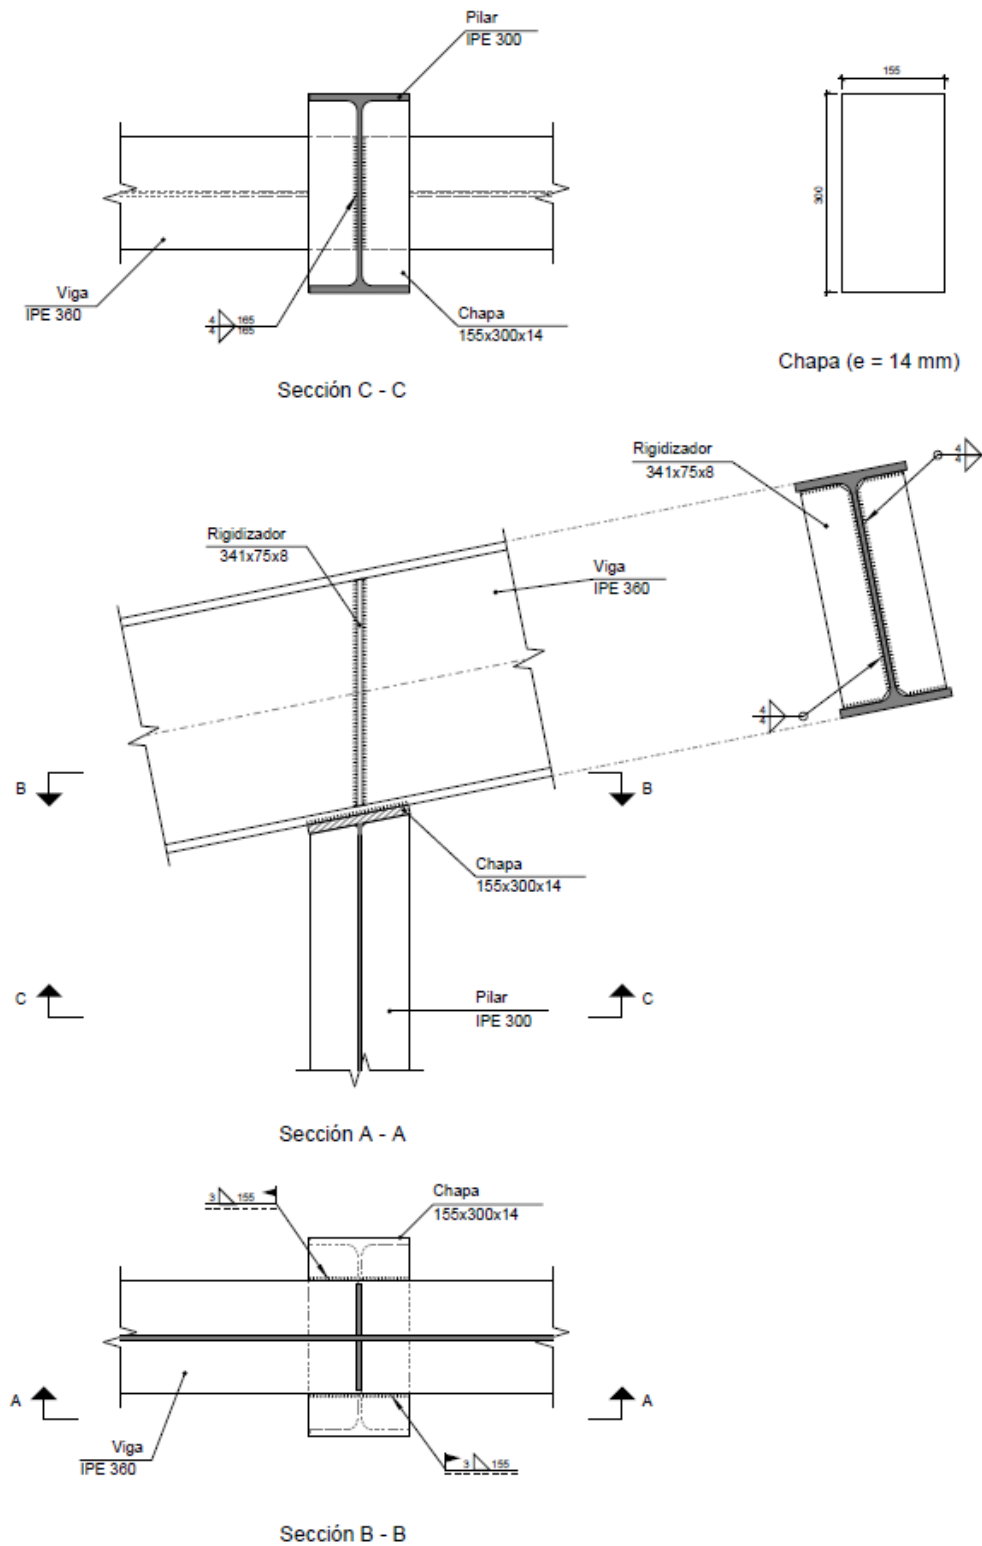 Pilar
IPE 300
155
300
Viga
IPE 360
4 165
4 165
Chapa
155x300x14
Chapa (e = 14 mm)
Sección C - C
Rigidizador
341x75x8
4
4
Rigidizador
341x75x8
Viga
IPE 360
4
4
B
B
Chapa
155x300x14
C
C
Pilar
IPE 300
Sección A - A
3 155
Chapa
155x300x14
A
A
Viga
IPE 360
3 155
Sección B - B